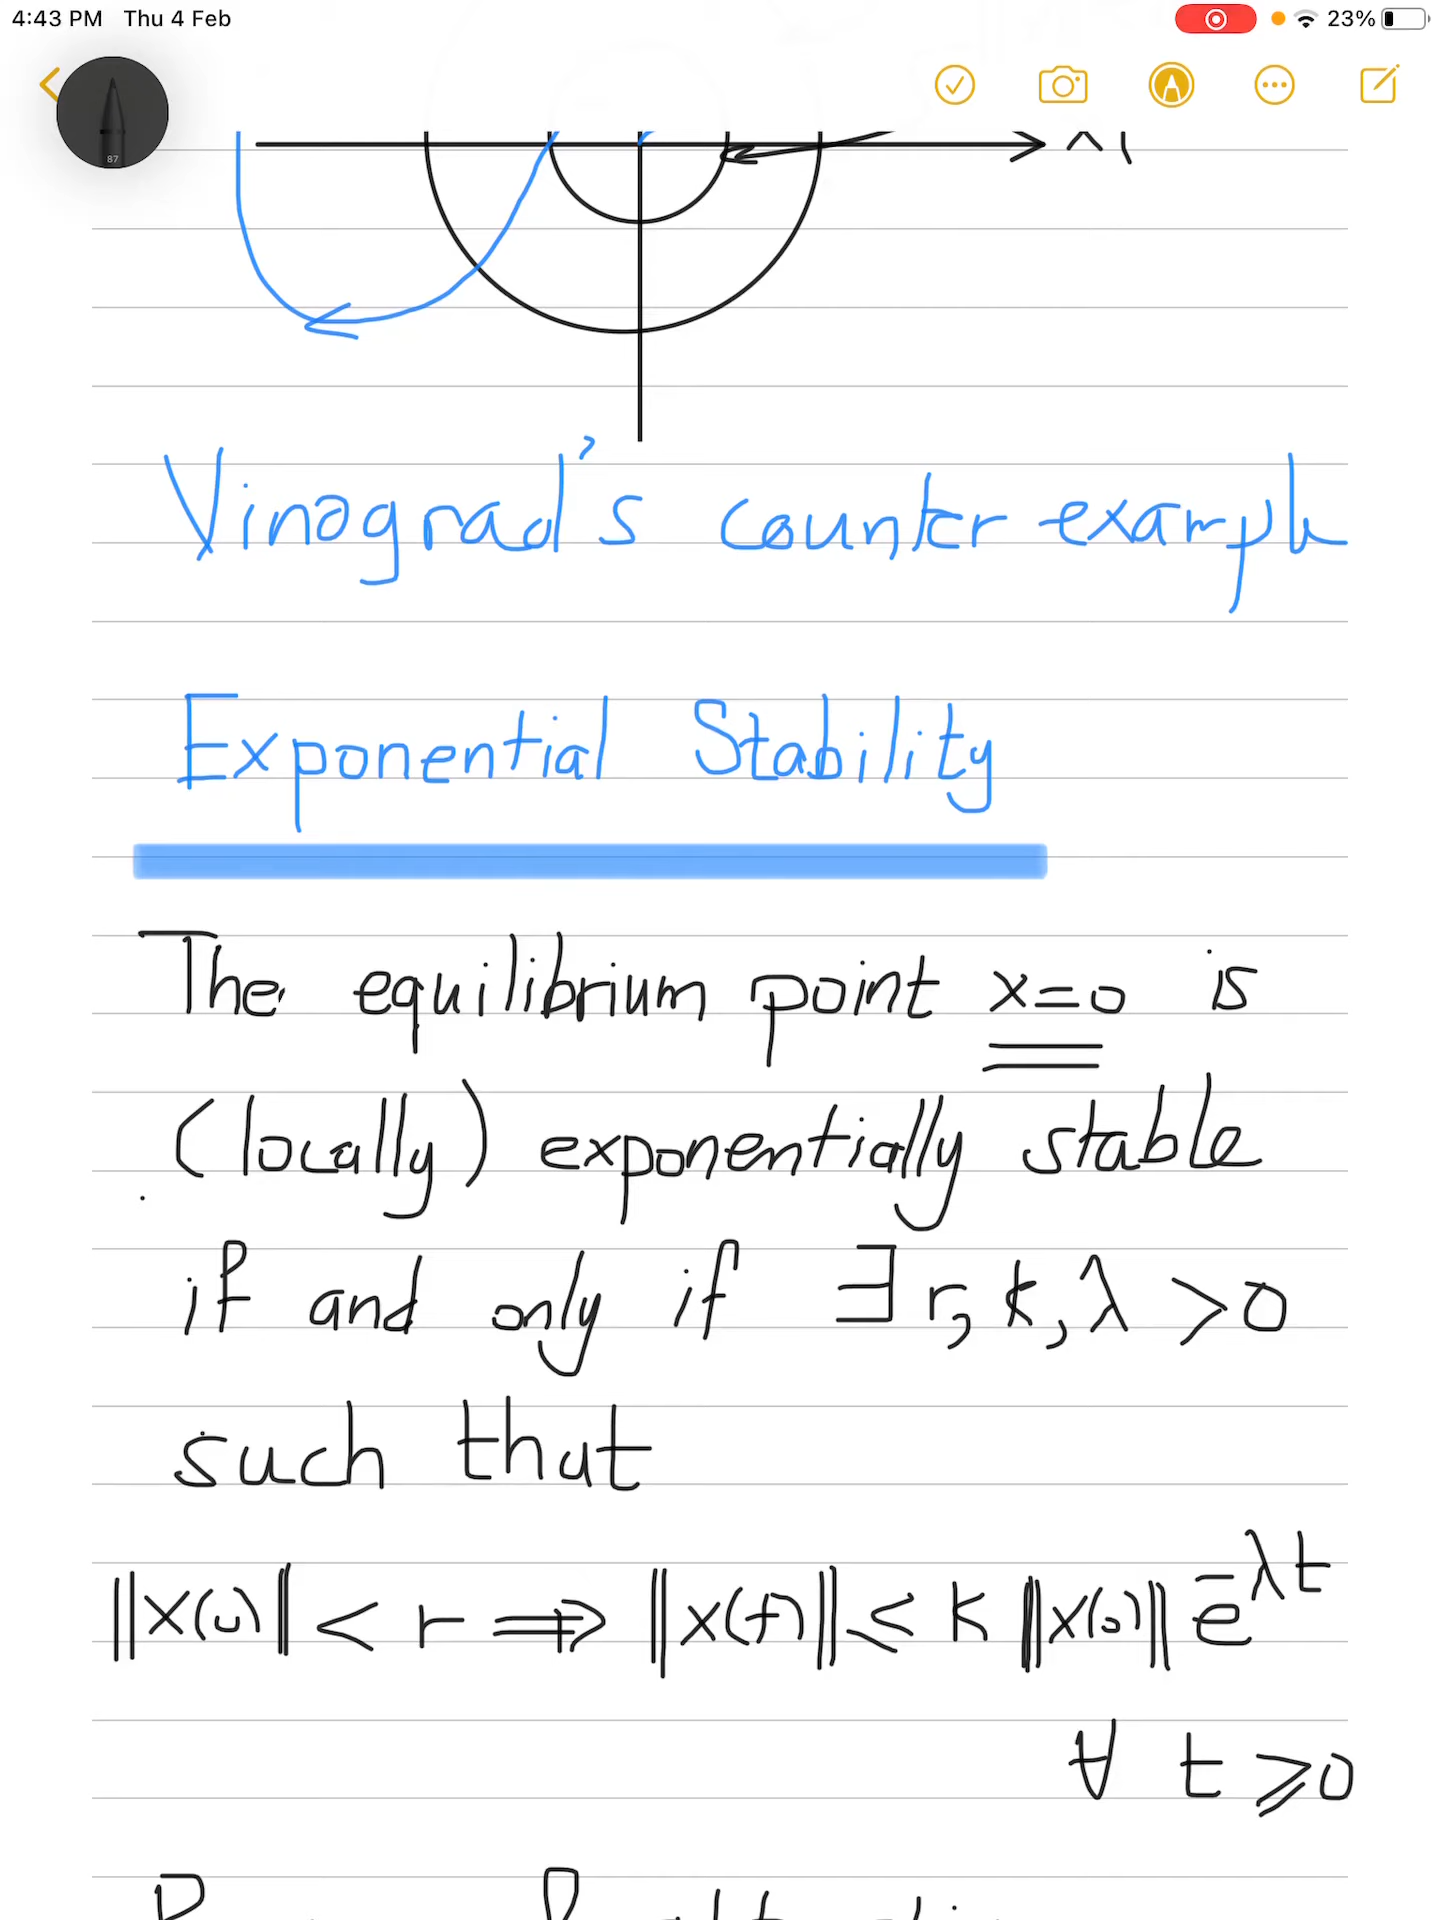 4:43 PM Thu 4 Feb 23%
87
Vinograd's counter example
Exponential Stability
The equilibrium point x=0 is
(locally) exponentially stable
if and only if ∃ r, k, λ >0
such that
||x(0)|| < r ⟹ ||x(t)|| ≤ k ||x(0)|| e^-λt
∀ t ≥ 0